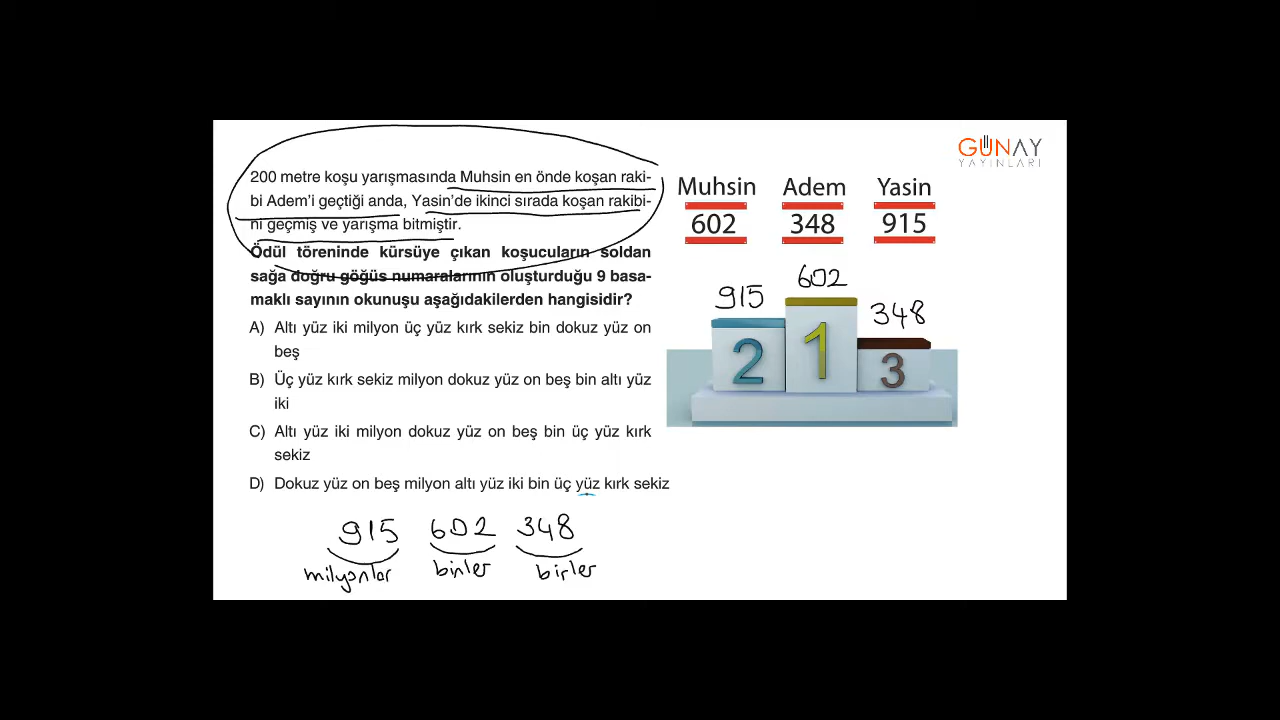 GÜNAY
YAYINLARI
200 metre koşu yarışmasında Muhsin en önde koşan raki-
bi Adem'i geçtiği anda, Yasin'de ikinci sırada koşan rakibi-
ni geçmiş ve yarışma bitmiştir.
Ödül töreninde kürsüye çıkan koşucuların soldan
sağa doğru göğüs numaralarının oluşturduğu 9 basa-
maklı sayının okunuşu aşağıdakilerden hangisidir?
A) Altı yüz iki milyon üç yüz kırk sekiz bin dokuz yüz on
beş
B) Üç yüz kırk sekiz milyon dokuz yüz on beş bin altı yüz
iki
C) Altı yüz iki milyon dokuz yüz on beş bin üç yüz kırk
sekiz
D) Dokuz yüz on beş milyon altı yüz iki bin üç yüz kırk sekiz
915 602 348
milyonlar binler birler
Muhsin Adem Yasin
602 348 915
915 602 348
2 1 3